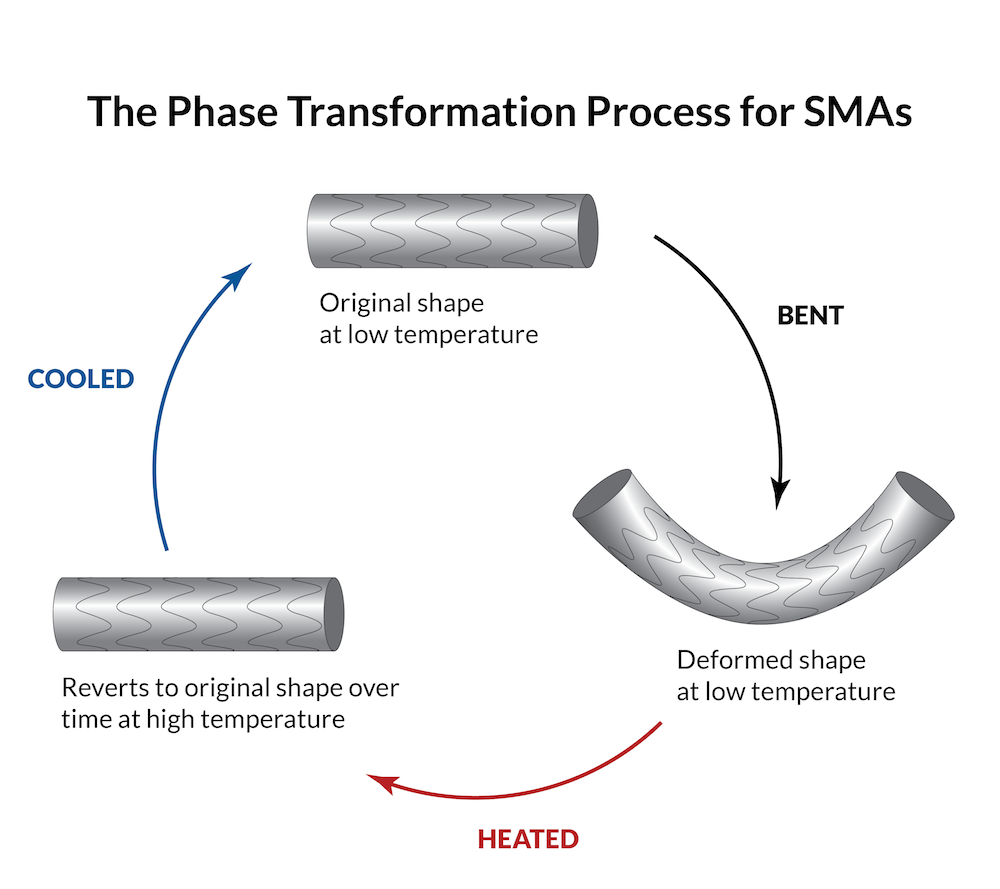 The Phase Transformation Process for SMAs
Original shape
at low temperature
BENT
COOLED
Deformed shape
at low temperature
Reverts to original shape over
time at high temperature
HEATED